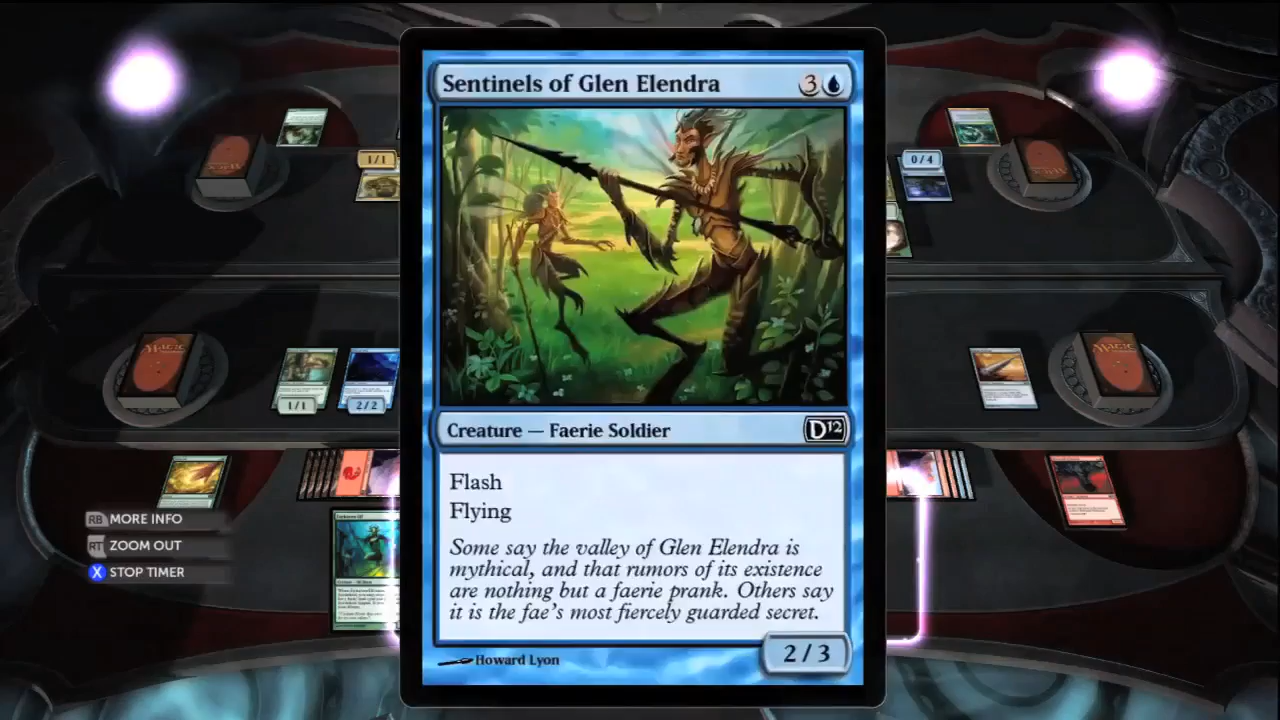 Sentinels of Glen Elendra 3
1/1
0/4
1/1
2/2
Creature — Faerie Soldier D12
Flash
Flying
Some say the valley of Glen Elendra is
mythical, and that rumors of its existence
are nothing but a faerie prank. Others say
it is the fae's most fiercely guarded secret.
Howard Lyon
2 / 3
RB MORE INFO
RT ZOOM OUT
X STOP TIMER
MAGIC
MAGIC